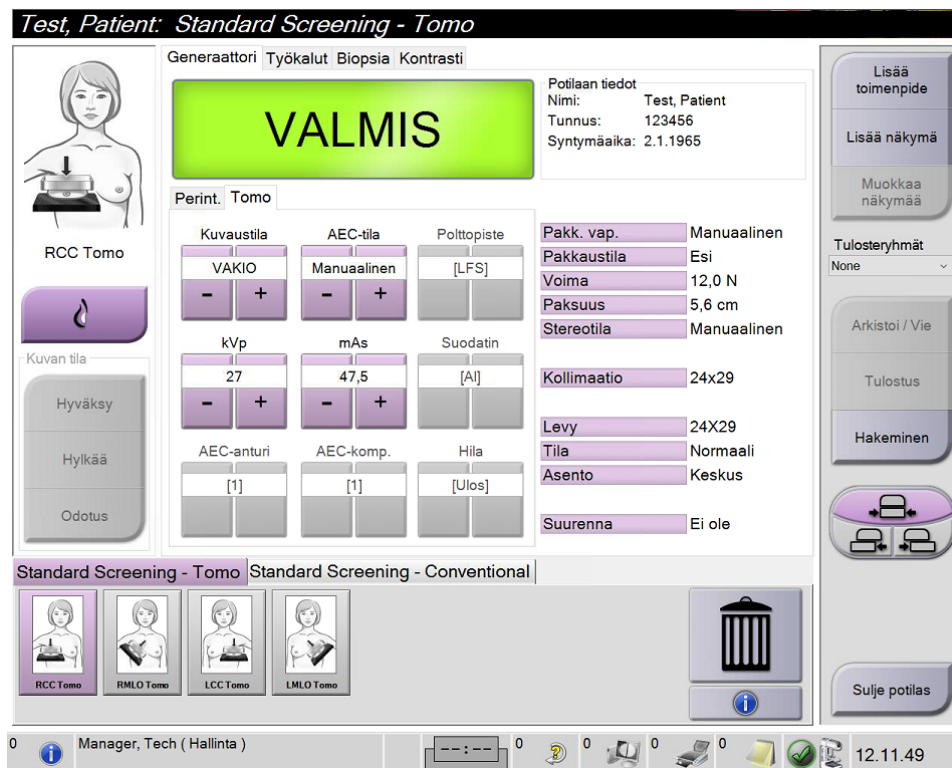 Test, Patient: Standard Screening - Tomo
RCC Tomo
Kuvan tila
Hyväksy
Hylkää
Odotus
Generaattori Työkalut Biopsia Kontrasti
VALMIS
Potilaan tiedot
Nimi: Test, Patient
Tunnus: 123456
Syntymäaika: 2.1.1965
Perint. Tomo
Kuvaustila AEC-tila Polttopiste
VAKIO Manuaalinen [LFS]
- + - +
kVp mAs Suodatin
27 47,5 [Al]
- + - +
AEC-anturi AEC-komp. Hila
[1] [1] [Ulos]
Pakk. vap. Manuaalinen
Pakkaustila Esi
Voima 12,0 N
Paksuus 5,6 cm
Stereotila Manuaalinen
Kollimaatio 24x29
Levy 24X29
Tila Normaali
Asento Keskus
Suurenna Ei ole
Lisää
toimenpide
Lisää näkymä
Muokkaa
näkymää
Tulosteryhmät
None
Arkistoi / Vie
Tulostus
Hakeminen
Standard Screening - Tomo Standard Screening - Conventional
RCC Tomo RMLO Tomo LCC Tomo LMLO Tomo
Sulje potilas
0 Manager, Tech ( Hallinta ) --:-- 0 0 0 0 12.11.49